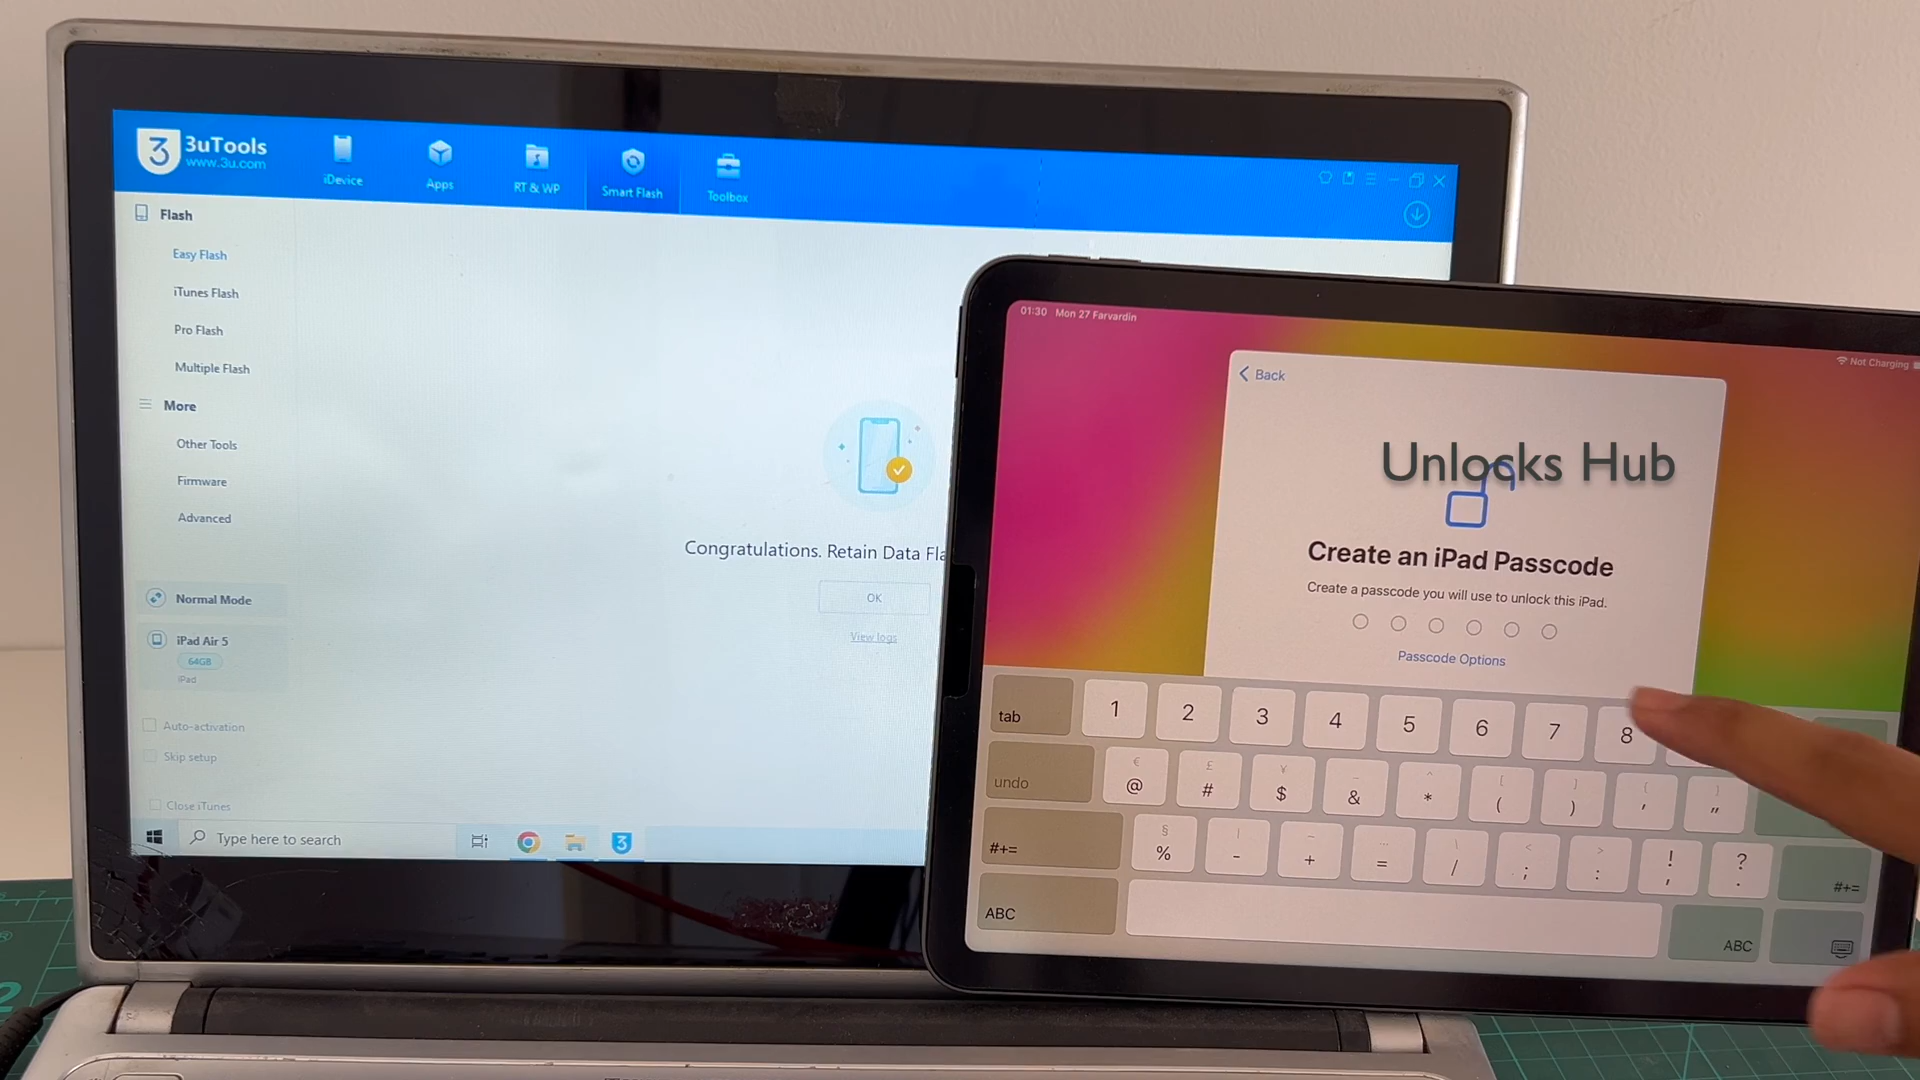 3uTools
www.3u.com
iDevice
Apps
RT & WP
Smart Flash
Toolbox
Flash
Easy Flash
iTunes Flash
Pro Flash
Multiple Flash
More
Other Tools
Firmware
Advanced
Normal Mode
iPad Air 5
64GB
iPad
Auto-activation
Skip setup
Close iTunes
Congratulations. Retain Data
OK
View logs
Type here to search
01:30 Mon 27 Farvardin
Not Charging
Back
Unlocks Hub
Create an iPad Passcode
Create a passcode you will use to unlock this iPad.
Passcode Options
tab 1 2 3 4 5 6 7 8
undo @ # $ & * ( ) ' "
#+= % - + = / ; : ! , ? . #+=
ABC ABC